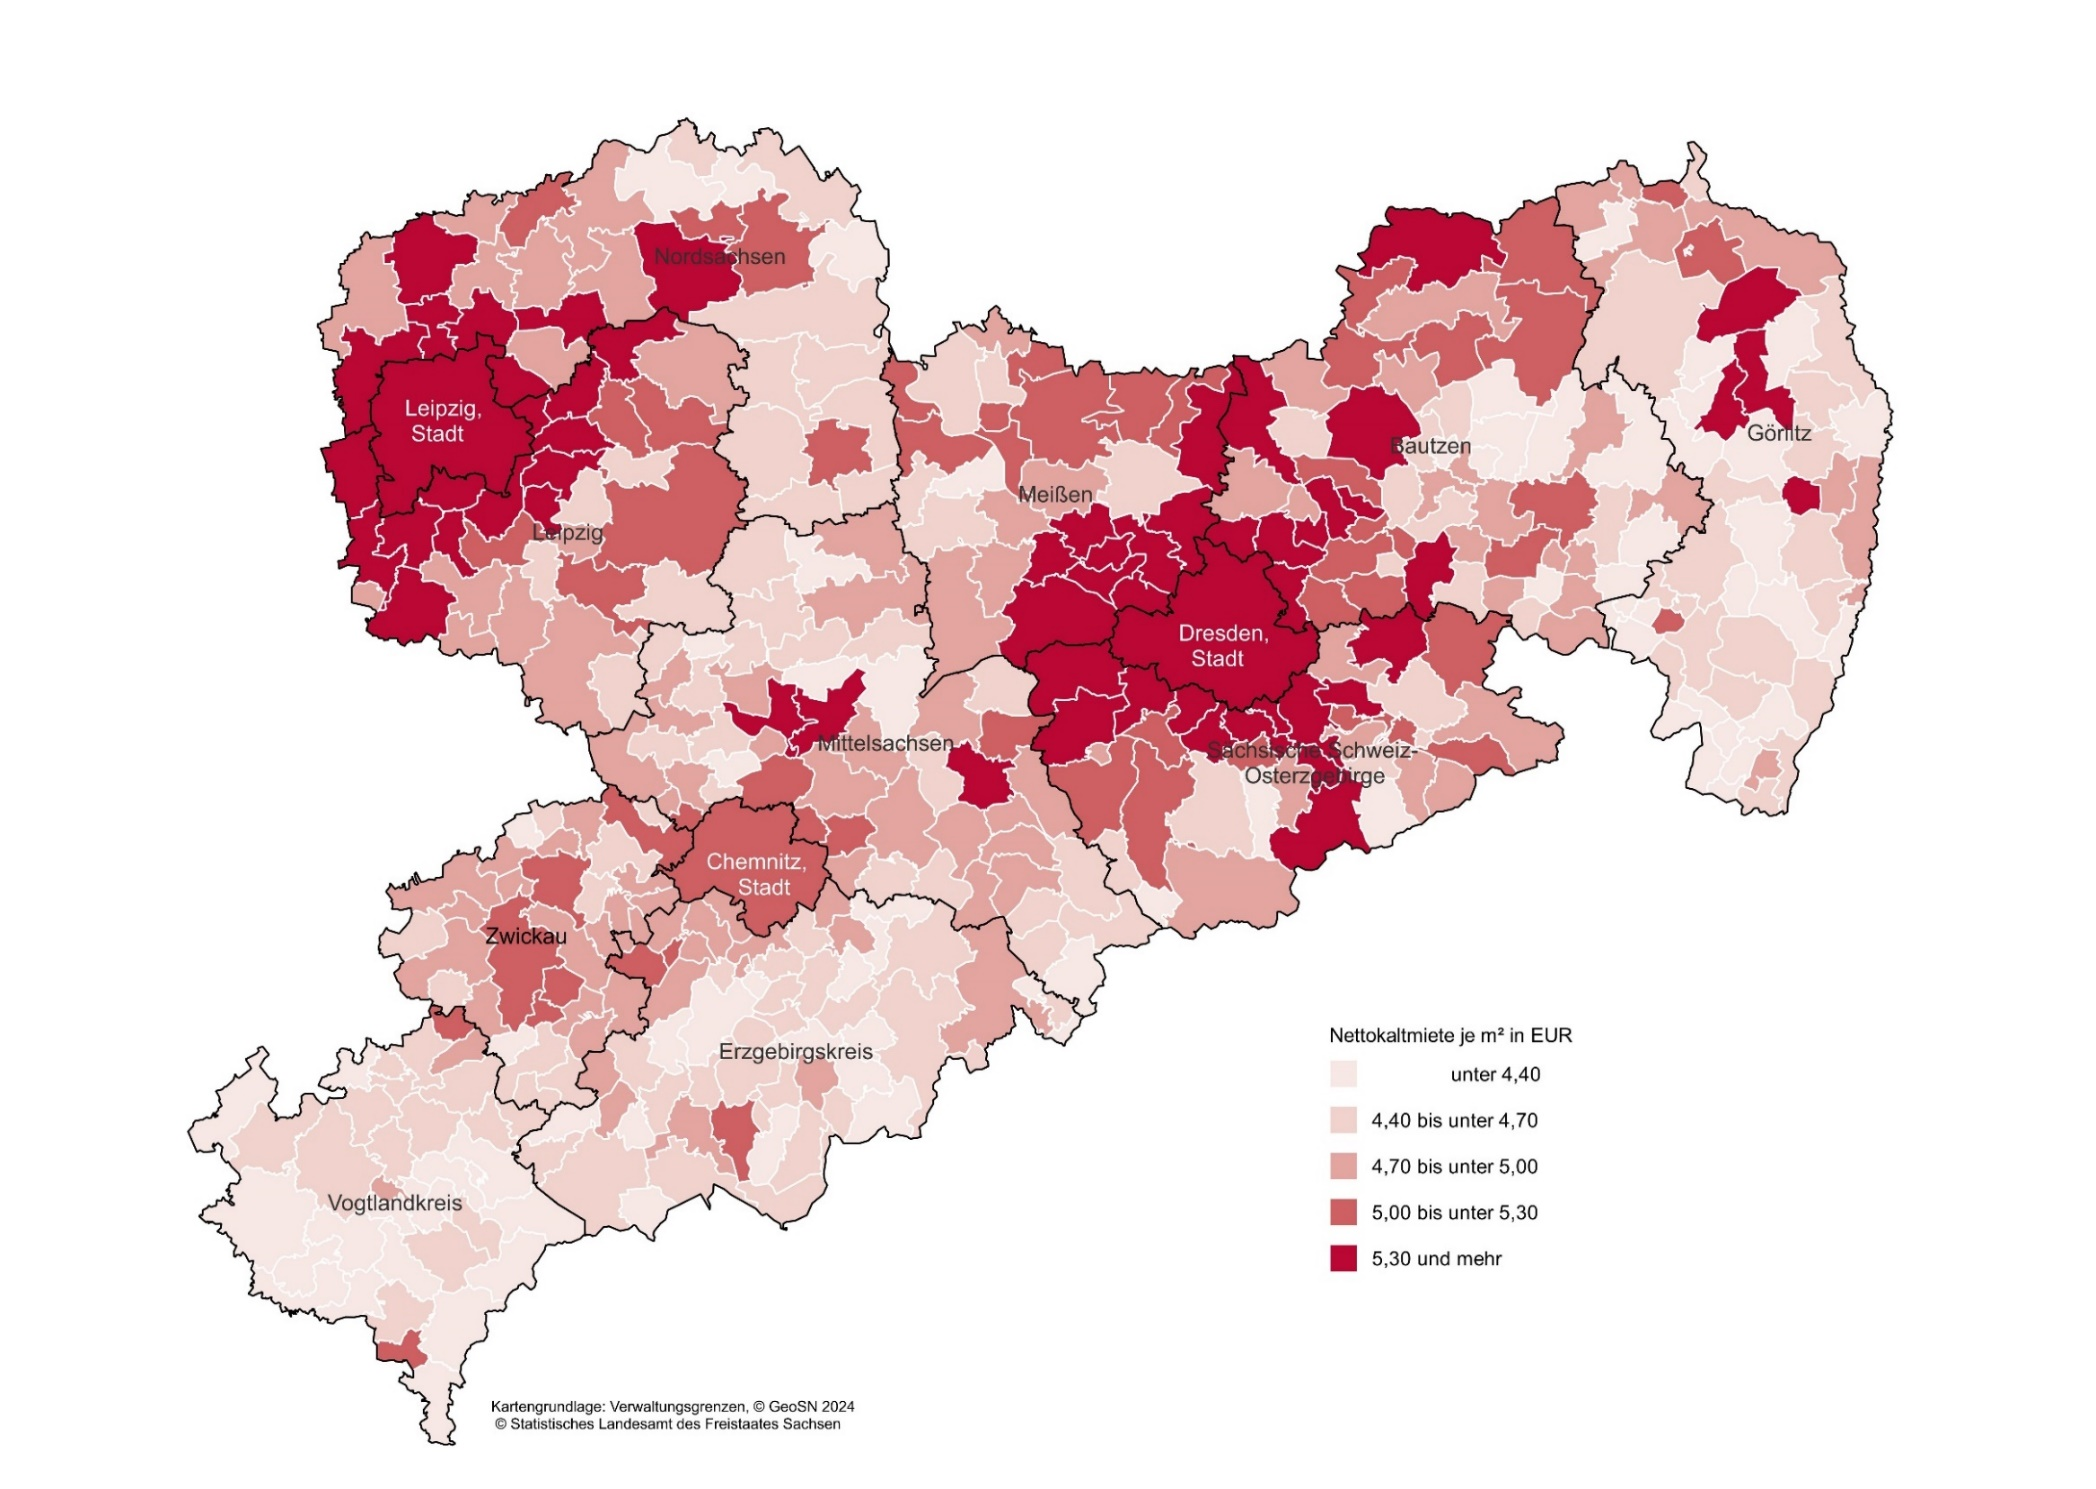 Nordsachsen
Leipzig,
Stadt
Görlitz
Bautzen
Meißen
Leipzig
Dresden,
Stadt
Mittelsachsen
Sächsische Schweiz-
Osterzgebirge
Chemnitz,
Stadt
Zwickau
Erzgebirgskreis
Vogtlandkreis
Nettokaltmiete je m² in EUR
unter 4,40
4,40 bis unter 4,70
4,70 bis unter 5,00
5,00 bis unter 5,30
5,30 und mehr
Kartengrundlage: Verwaltungsgrenzen, © GeoSN 2024
© Statistisches Landesamt des Freistaates Sachsen